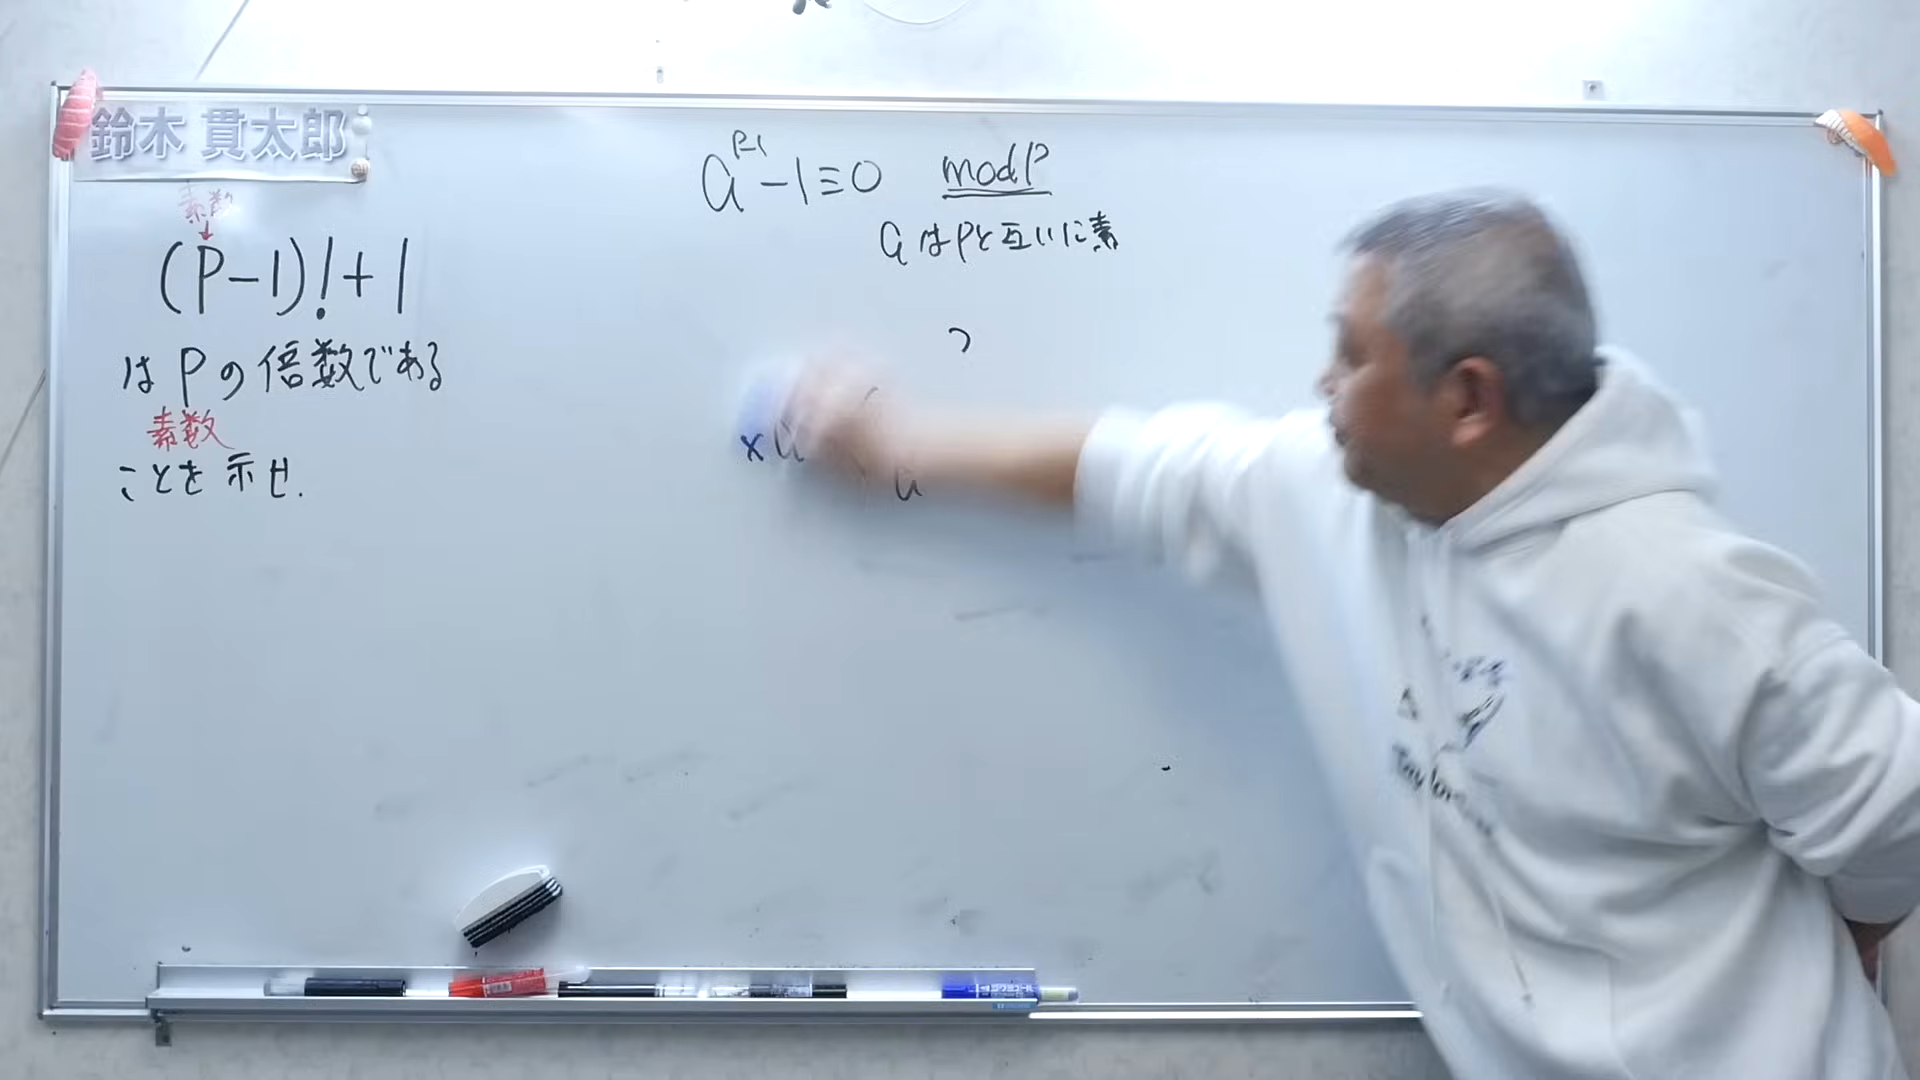 鈴木 貫太郎
素数
↓
(P-1)!+1
は Pの倍数である
素数
ことを示せ.
a^{p-1}-1≡0 mod P
aはPと互いに素
x a
a